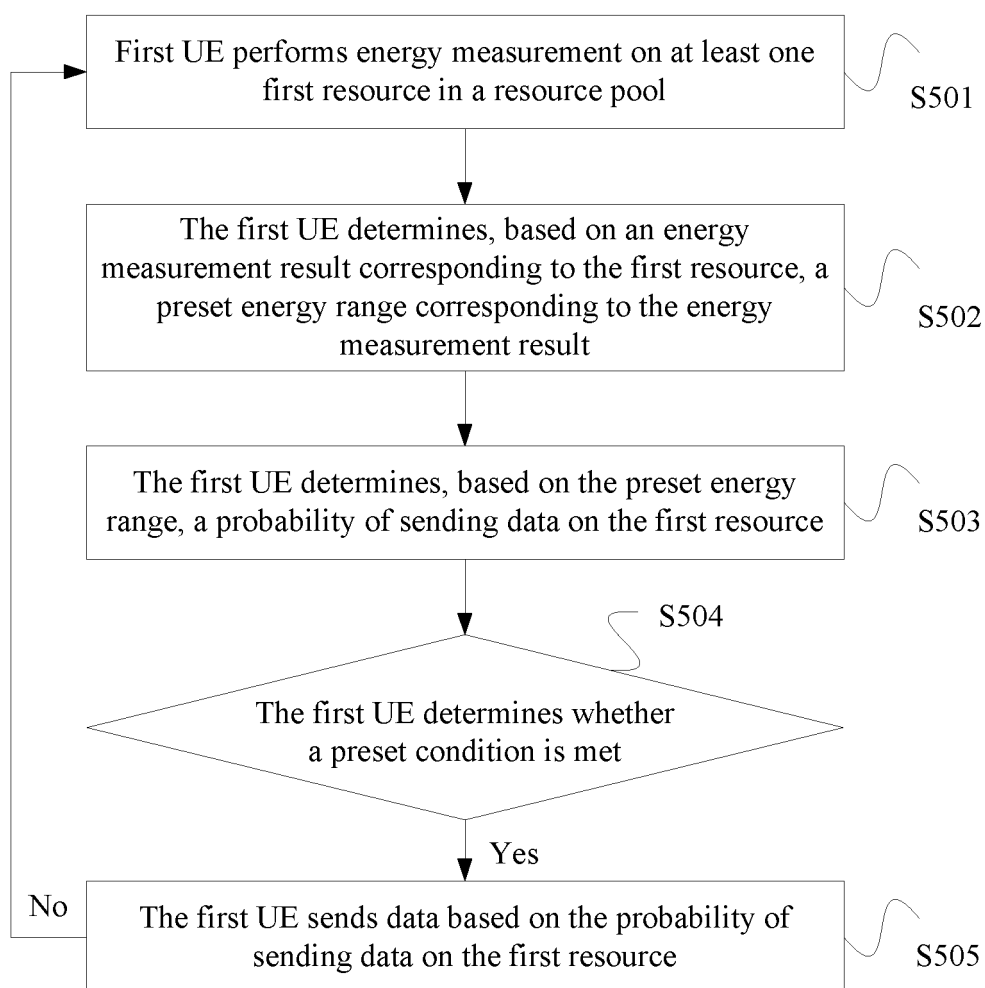 First UE performs energy measurement on at least one
first resource in a resource pool
S501
The first UE determines, based on an energy
measurement result corresponding to the first resource, a
preset energy range corresponding to the energy
measurement result
S502
The first UE determines, based on the preset energy
range, a probability of sending data on the first resource
S503
S504
The first UE determines whether
a preset condition is met
Yes
No
The first UE sends data based on the probability of
sending data on the first resource
S505